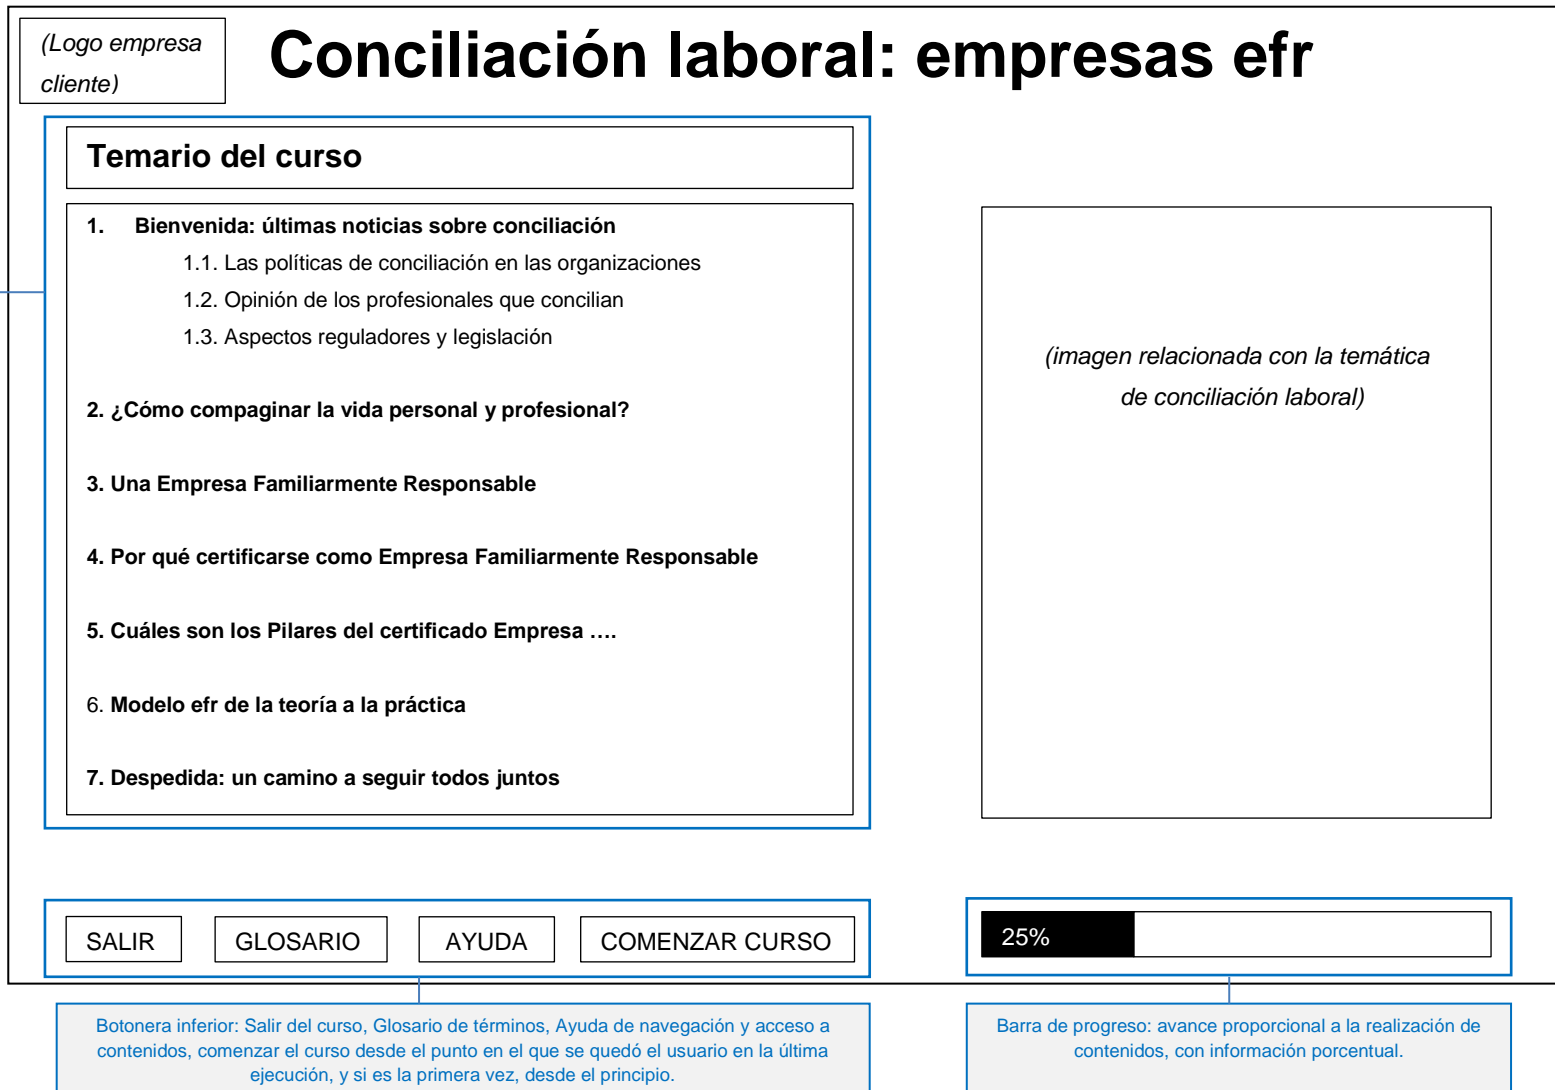 (Logo empresa
cliente)
Conciliación laboral: empresas efr
Temario del curso
1. Bienvenida: últimas noticias sobre conciliación
1.1. Las políticas de conciliación en las organizaciones
1.2. Opinión de los profesionales que concilian
1.3. Aspectos reguladores y legislación
2. ¿Cómo compaginar la vida personal y profesional?
3. Una Empresa Familiarmente Responsable
4. Por qué certificarse como Empresa Familiarmente Responsable
5. Cuáles son los Pilares del certificado Empresa ….
6. Modelo efr de la teoría a la práctica
7. Despedida: un camino a seguir todos juntos
(imagen relacionada con la temática
de conciliación laboral)
SALIR
GLOSARIO
AYUDA
COMENZAR CURSO
25%
Botonera inferior: Salir del curso, Glosario de términos, Ayuda de navegación y acceso a
contenidos, comenzar el curso desde el punto en el que se quedó el usuario en la última
ejecución, y si es la primera vez, desde el principio.
Barra de progreso: avance proporcional a la realización de
contenidos, con información porcentual.